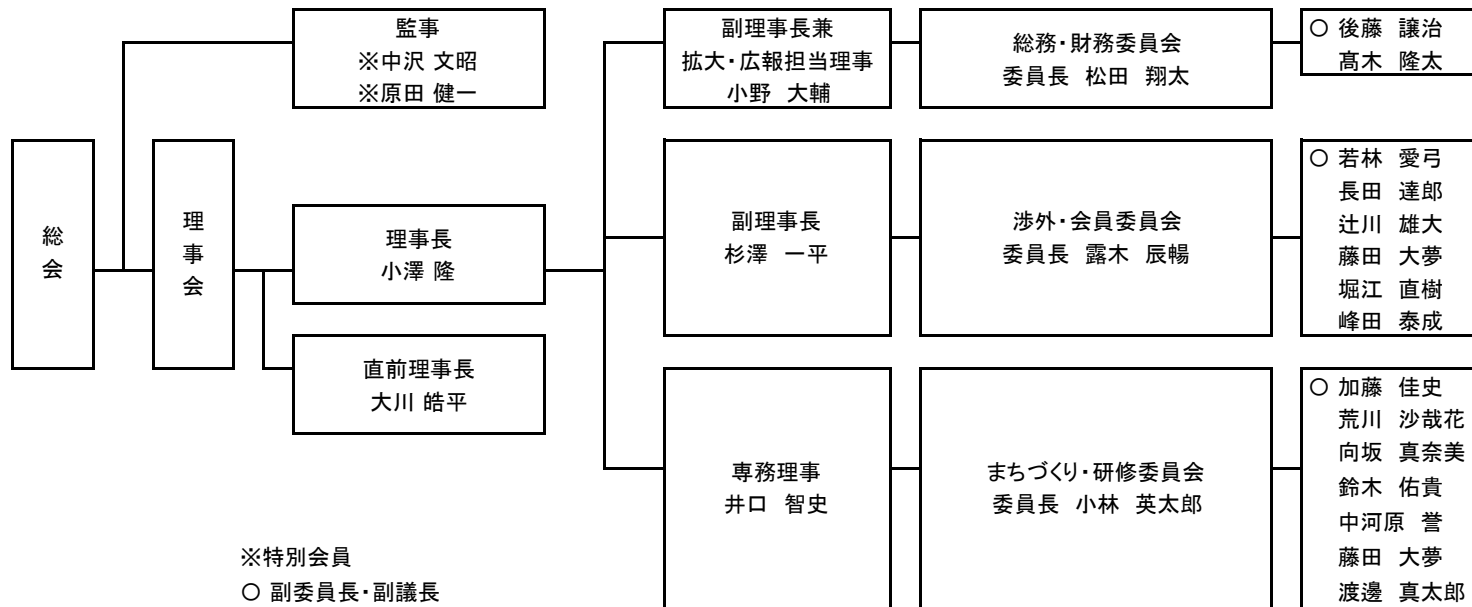 総会
理事会
監事
※中沢 文昭
※原田 健一
理事長
小澤 隆
直前理事長
大川 皓平
副理事長兼
拡大・広報担当理事
小野 大輔
総務・財務委員会
委員長 松田 翔太
○ 後藤 譲治
髙木 隆太
副理事長
杉澤 一平
渉外・会員委員会
委員長 露木 辰暢
○ 若林 愛弓
長田 達郎
辻川 雄大
藤田 大夢
堀江 直樹
峰田 泰成
専務理事
井口 智史
まちづくり・研修委員会
委員長 小林 英太郎
○ 加藤 佳史
荒川 沙哉花
向坂 真奈美
鈴木 佑貴
中河原 誉
藤田 大夢
渡邊 真太郎
※特別会員
○ 副委員長・副議長